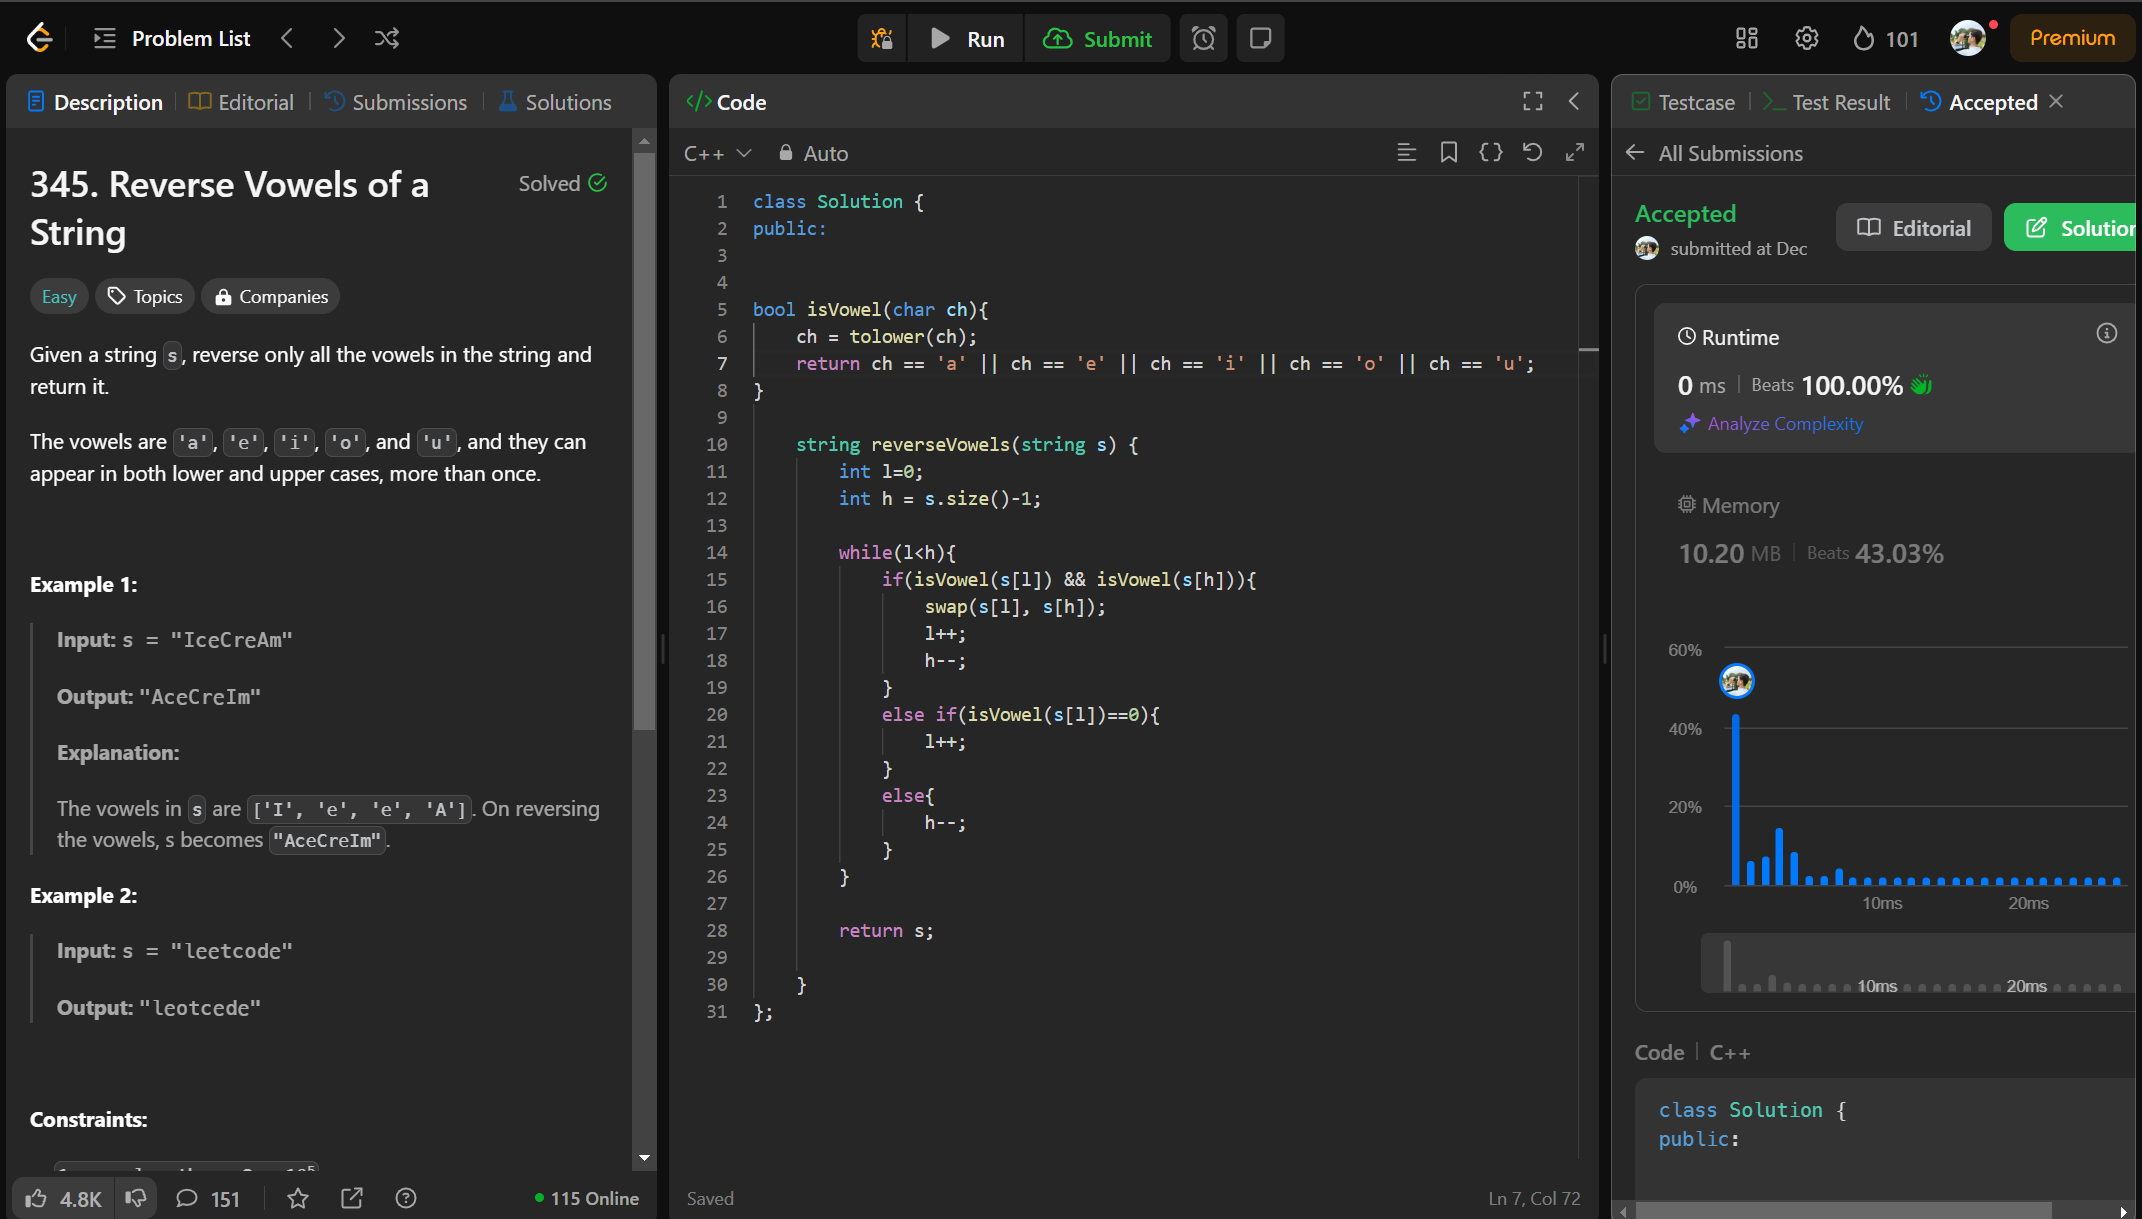 Problem List
Run
Submit
101
Premium
Description
Editorial
Submissions
Solutions
345. Reverse Vowels of a
String
Solved
Easy
Topics
Companies
Given a string s, reverse only all the vowels in the string and
return it.
The vowels are 'a', 'e', 'i', 'o', and 'u', and they can
appear in both lower and upper cases, more than once.
Example 1:
Input: s = "IceCreAm"
Output: "AceCreIm"
Explanation:
The vowels in s are ['I', 'e', 'e', 'A']. On reversing
the vowels, s becomes "AceCreIm".
Example 2:
Input: s = "leetcode"
Output: "leotcede"
Constraints:
4.8K
151
115 Online
</> Code
C++
Auto
1 class Solution {
2 public:
3
4
5 bool isVowel(char ch){
6 ch = tolower(ch);
7 return ch == 'a' || ch == 'e' || ch == 'i' || ch == 'o' || ch == 'u';
8 }
9
10 string reverseVowels(string s) {
11 int l=0;
12 int h = s.size()-1;
13
14 while(l<h){
15 if(isVowel(s[l]) && isVowel(s[h])){
16 swap(s[l], s[h]);
17 l++;
18 h--;
19 }
20 else if(isVowel(s[l])==0){
21 l++;
22 }
23 else{
24 h--;
25 }
26 }
27
28 return s;
29
30 }
31 };
Saved
Ln 7, Col 72
Testcase
Test Result
Accepted
All Submissions
Accepted
submitted at Dec
Editorial
Solution
Runtime
0 ms
Beats 100.00%
Analyze Complexity
Memory
10.20 MB
Beats 43.03%
60%
40%
20%
0%
10ms
20ms
10ms
20ms
Code
C++
class Solution {
public: